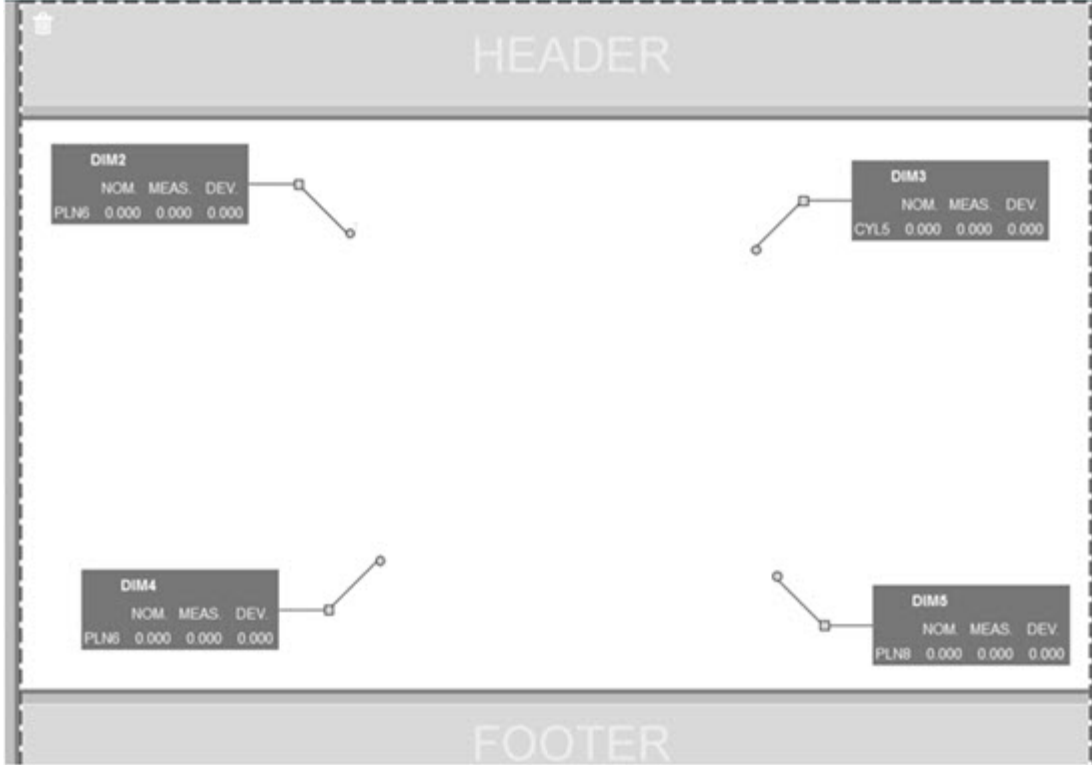 HEADER
DIM2
NOM. MEAS. DEV.
PLN6 0.000 0.000 0.000
DIM3
NOM. MEAS. DEV.
CYL5 0.000 0.000 0.000
DIM4
NOM. MEAS. DEV.
PLN6 0.000 0.000 0.000
DIM5
NOM. MEAS. DEV.
PLN8 0.000 0.000 0.000
FOOTER